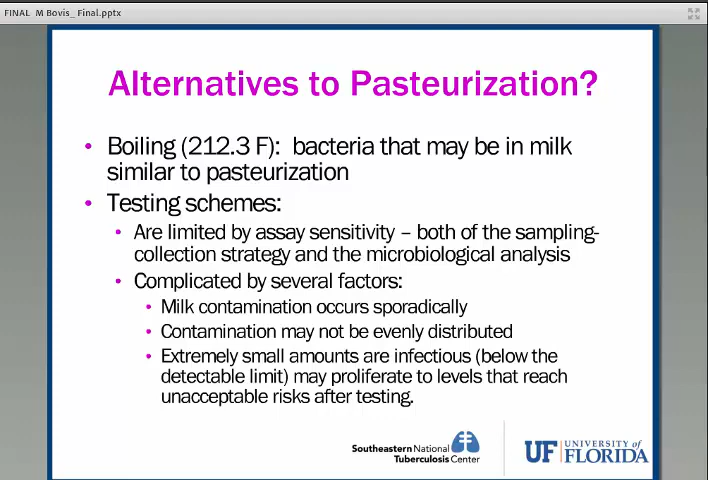 FINAL M Bovis_ Final.pptx
Alternatives to Pasteurization?
• Boiling (212.3 F): bacteria that may be in milk
similar to pasteurization
• Testing schemes:
• Are limited by assay sensitivity – both of the sampling-
collection strategy and the microbiological analysis
• Complicated by several factors:
• Milk contamination occurs sporadically
• Contamination may not be evenly distributed
• Extremely small amounts are infectious (below the
detectable limit) may proliferate to levels that reach
unacceptable risks after testing.
Southeastern National
Tuberculosis Center
UF UNIVERSITY of
FLORIDA